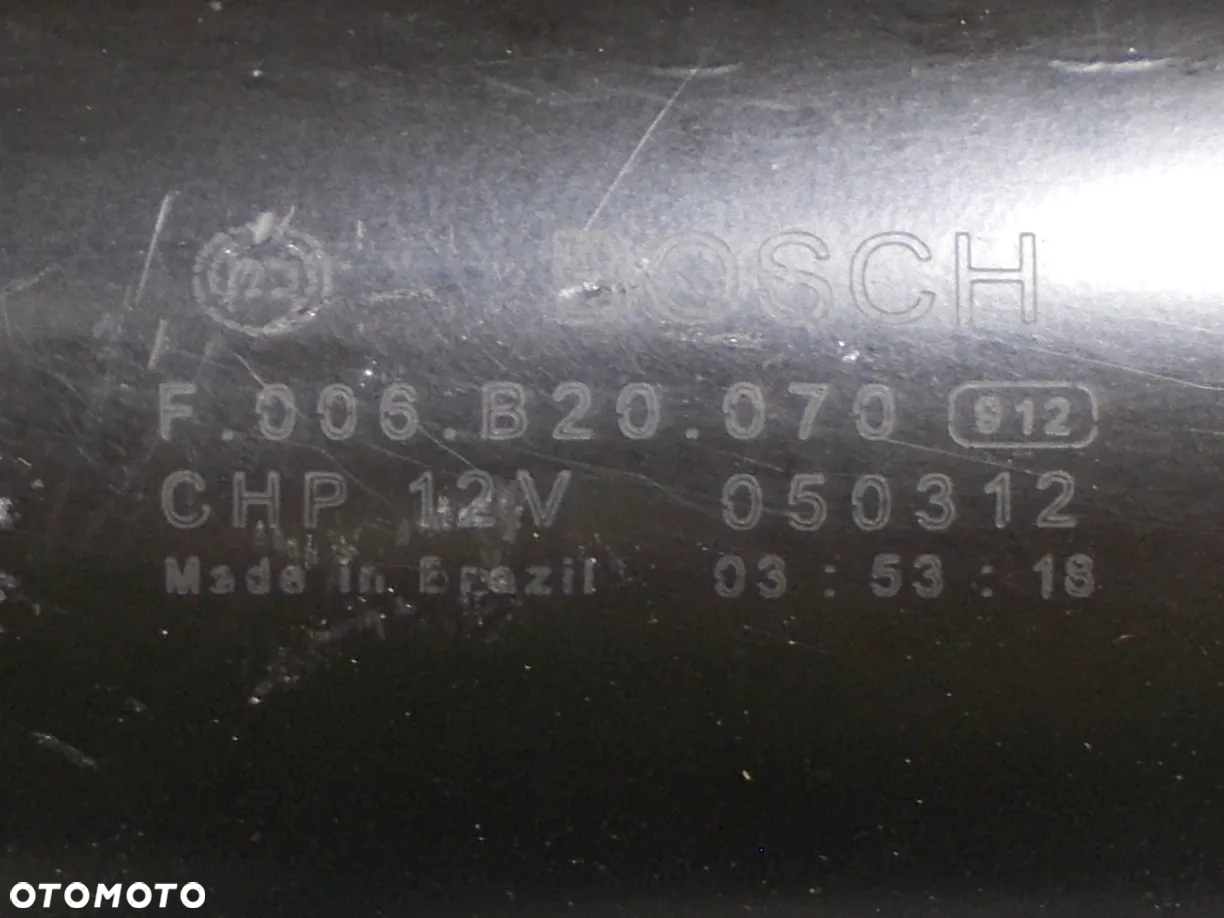 BOSCH
F.006.B20.070 912
CHP 12V 050312
Made in Brazil 03:53:18
OTOMOTO